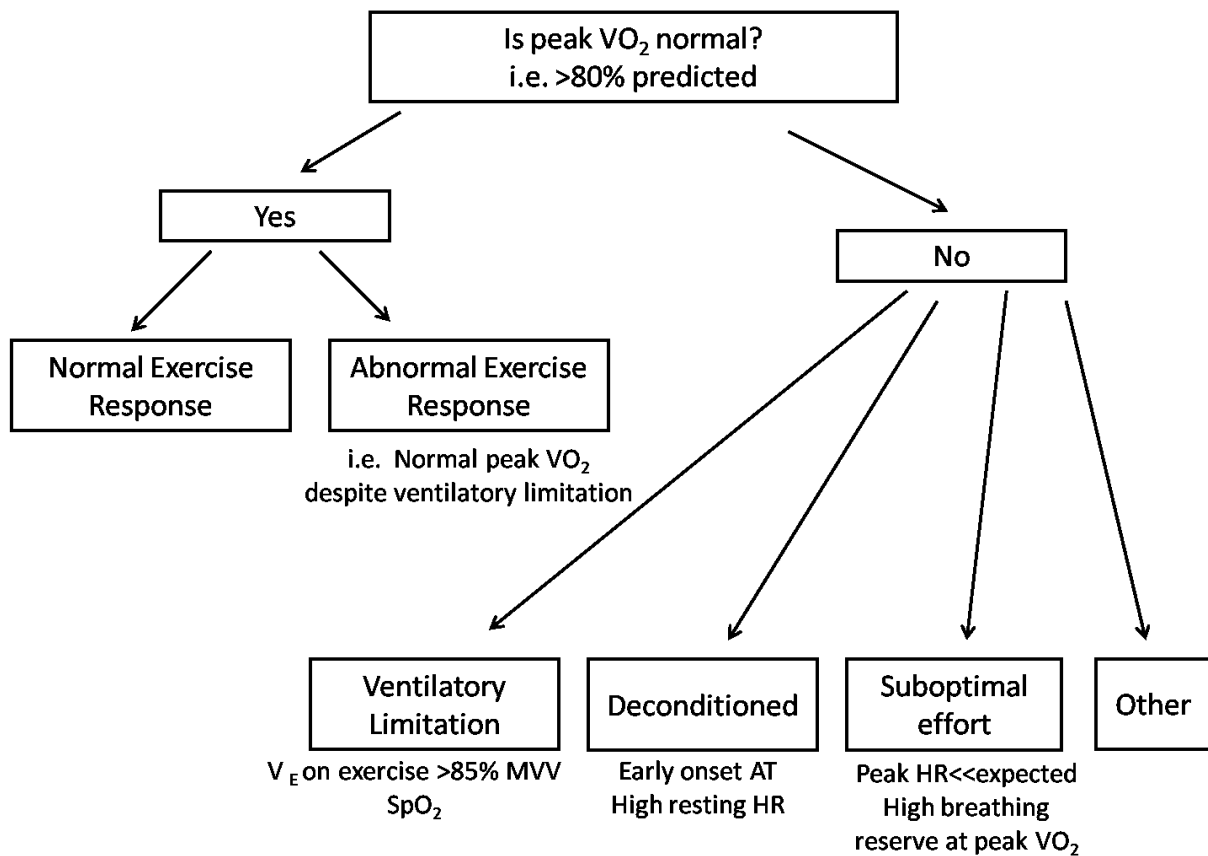 Is peak VO₂ normal?
i.e. >80% predicted
Yes
No
Normal Exercise
Response
Abnormal Exercise
Response
i.e. Normal peak VO₂
despite ventilatory limitation
Ventilatory
Limitation
V E on exercise >85% MVV
SpO₂
Deconditioned
Early onset AT
High resting HR
Suboptimal
effort
Peak HR<<expected
High breathing
reserve at peak VO₂
Other